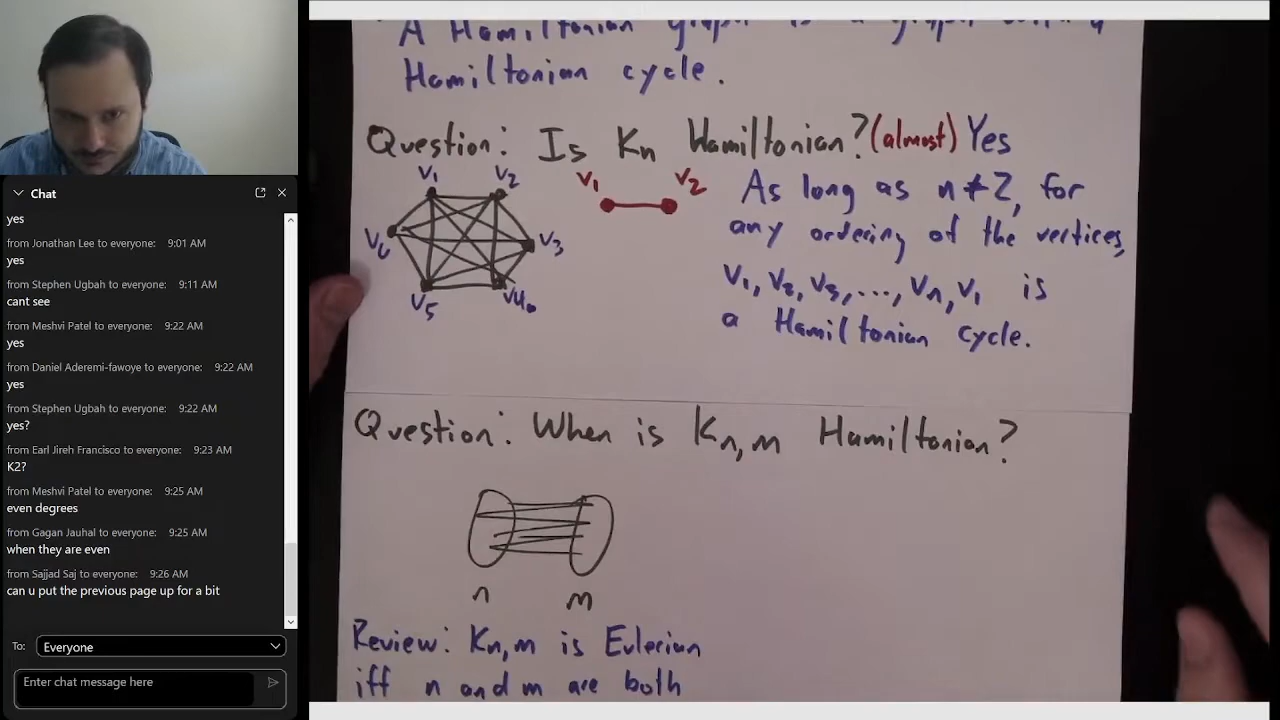 Chat
yes
from Jonathan Lee to everyone: 9:01 AM
yes
from Stephen Ugbah to everyone: 9:11 AM
cant see
from Meshvi Patel to everyone: 9:22 AM
yes
from Daniel Aderemi-fawoye to everyone: 9:22 AM
yes
from Stephen Ugbah to everyone: 9:22 AM
yes?
from Earl Jireh Francisco to everyone: 9:23 AM
K2?
from Meshvi Patel to everyone: 9:25 AM
even degrees
from Gagan Jauhal to everyone: 9:25 AM
when they are even
from Sajjad Saj to everyone: 9:26 AM
can u put the previous page up for a bit
To: Everyone
Enter chat message here
A Hamiltonian graph is a graph with a
Hamiltonian cycle.
Question: Is Kn Hamiltonian? (almost) Yes
v1 v2
v6 v3
v5 v4
v1 v2
As long as n≠2, for
any ordering of the vertices,
v1, v2, v3, ..., vn, v1 is
a Hamiltonian cycle.
Question: When is Kn,m Hamiltonian?
n m
Review: Kn,m is Eulerian
iff n and m are both